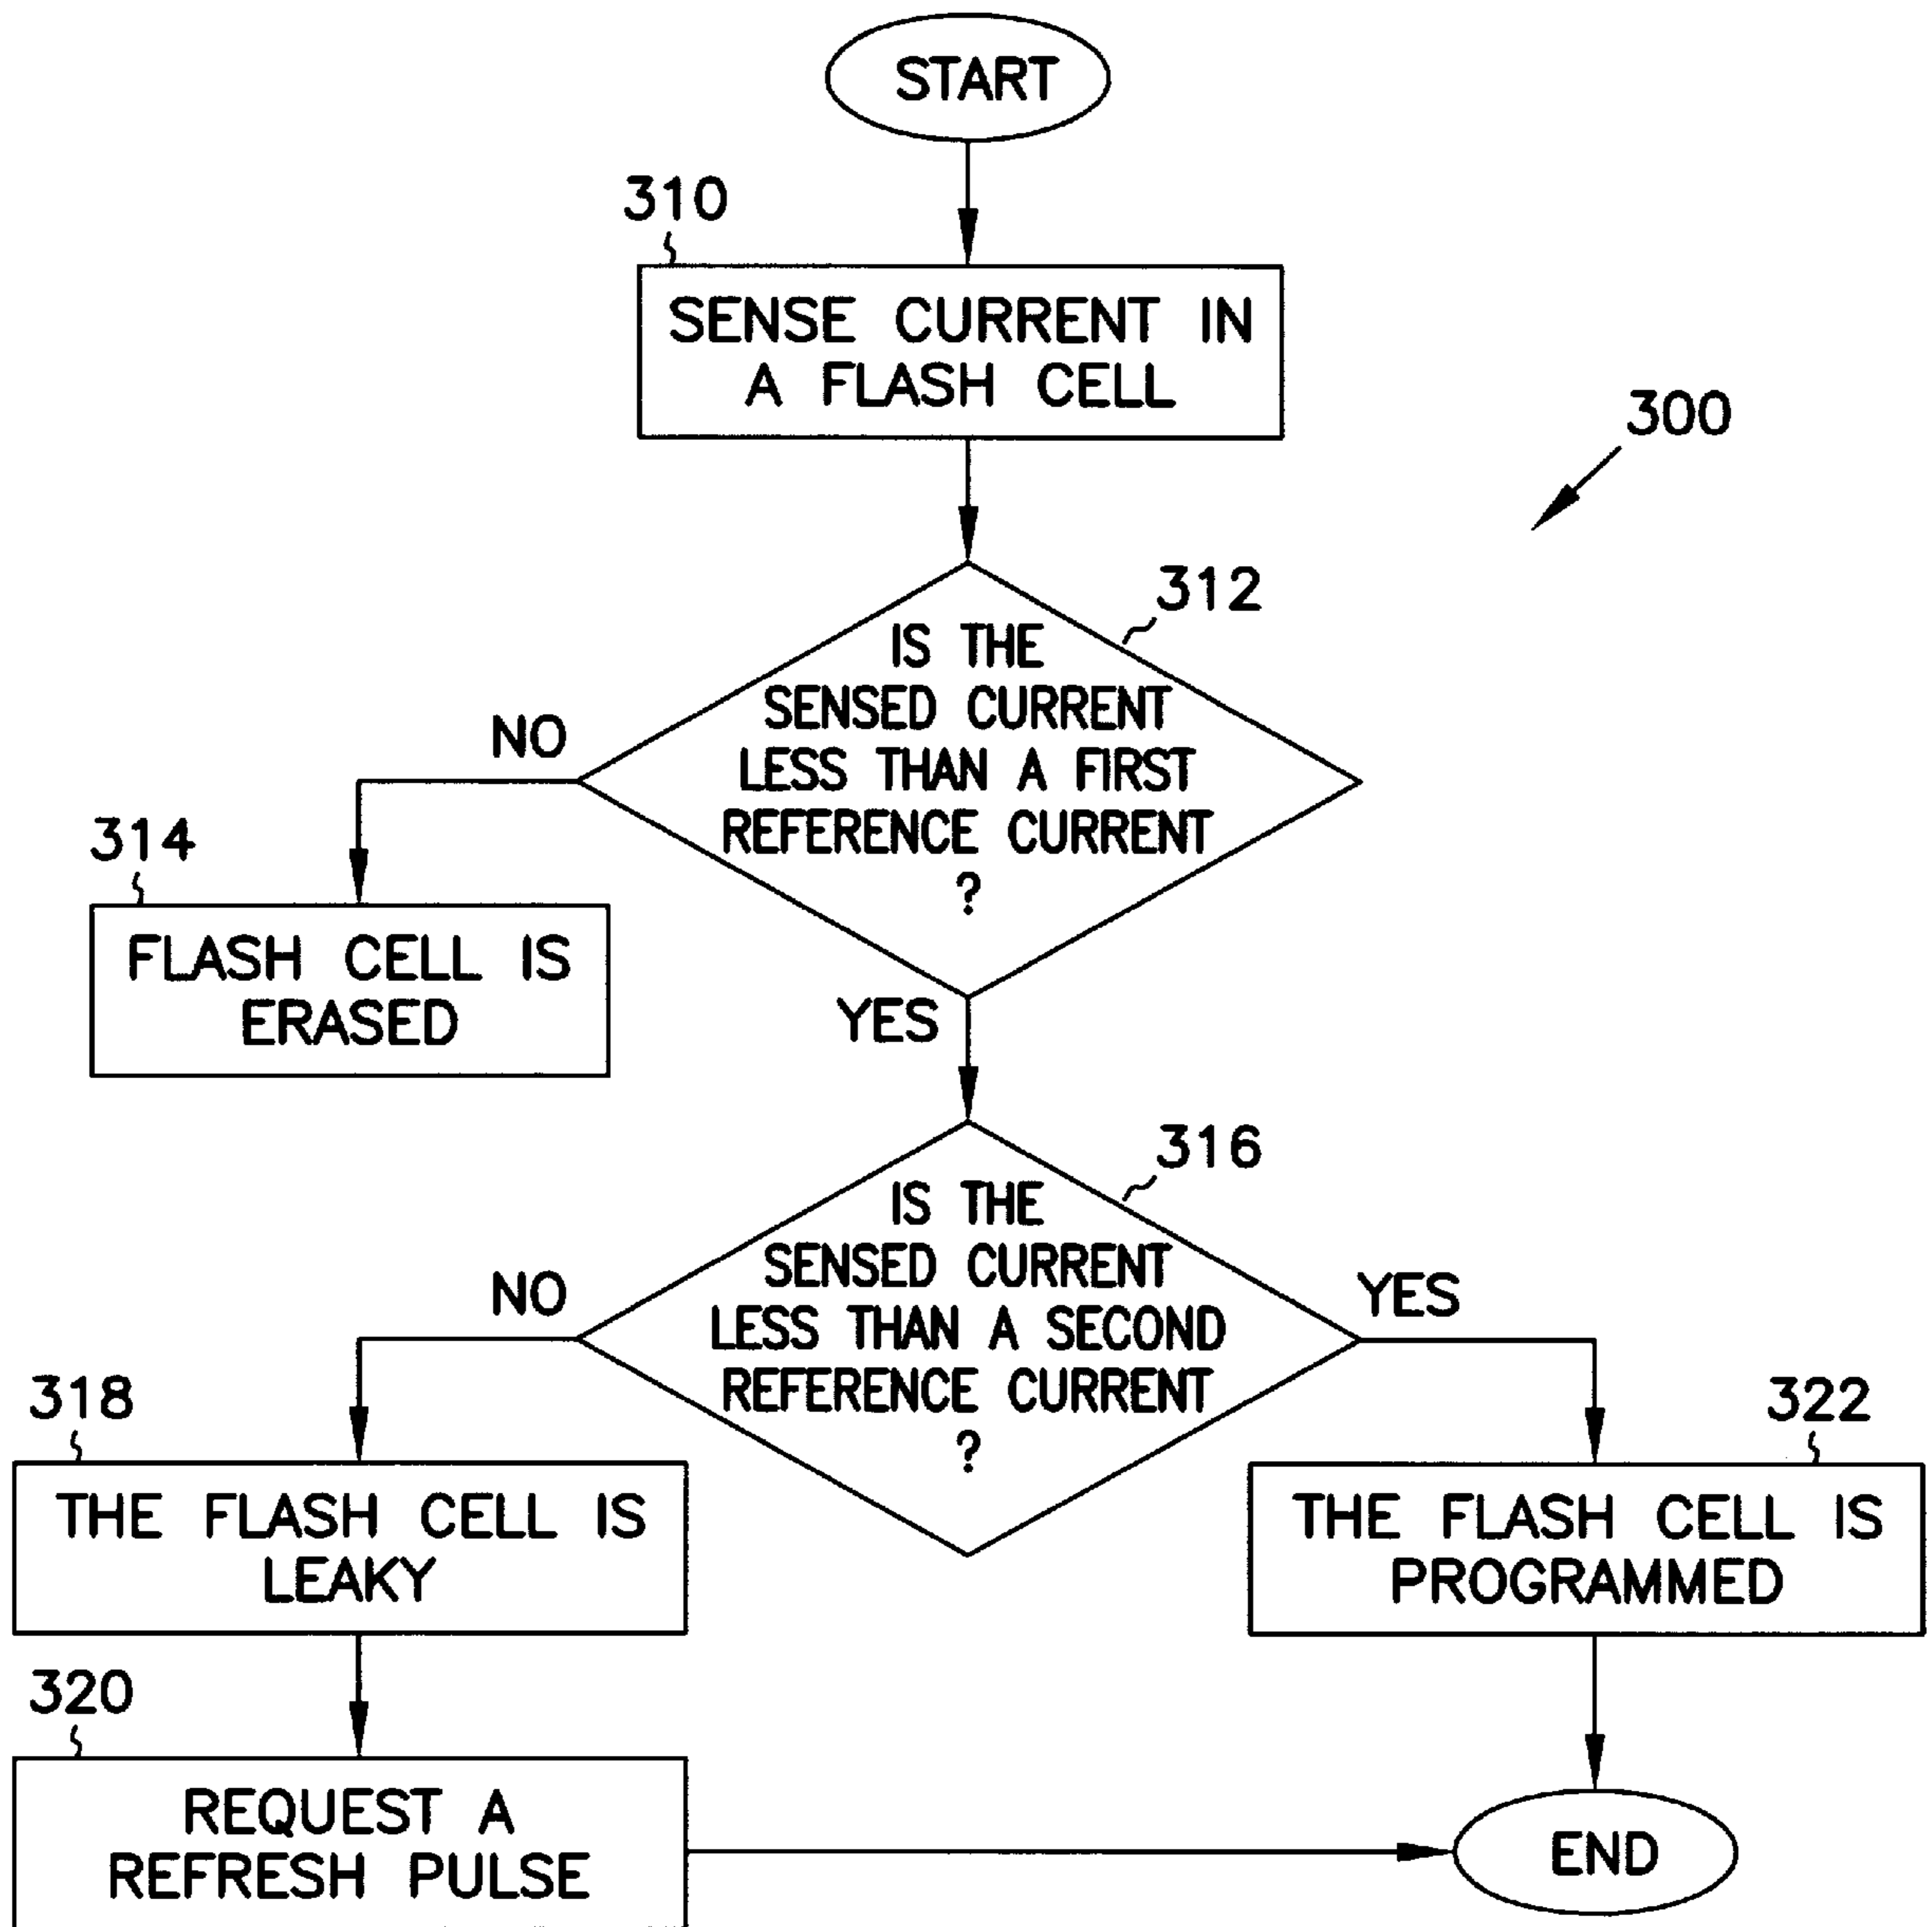 START
310
SENSE CURRENT IN
A FLASH CELL
300
312
IS THE
SENSED CURRENT
LESS THAN A FIRST
REFERENCE CURRENT
?
NO
314
FLASH CELL IS
ERASED
YES
316
IS THE
SENSED CURRENT
LESS THAN A SECOND
REFERENCE CURRENT
?
NO
YES
318
THE FLASH CELL IS
LEAKY
322
THE FLASH CELL IS
PROGRAMMED
320
REQUEST A
REFRESH PULSE
END